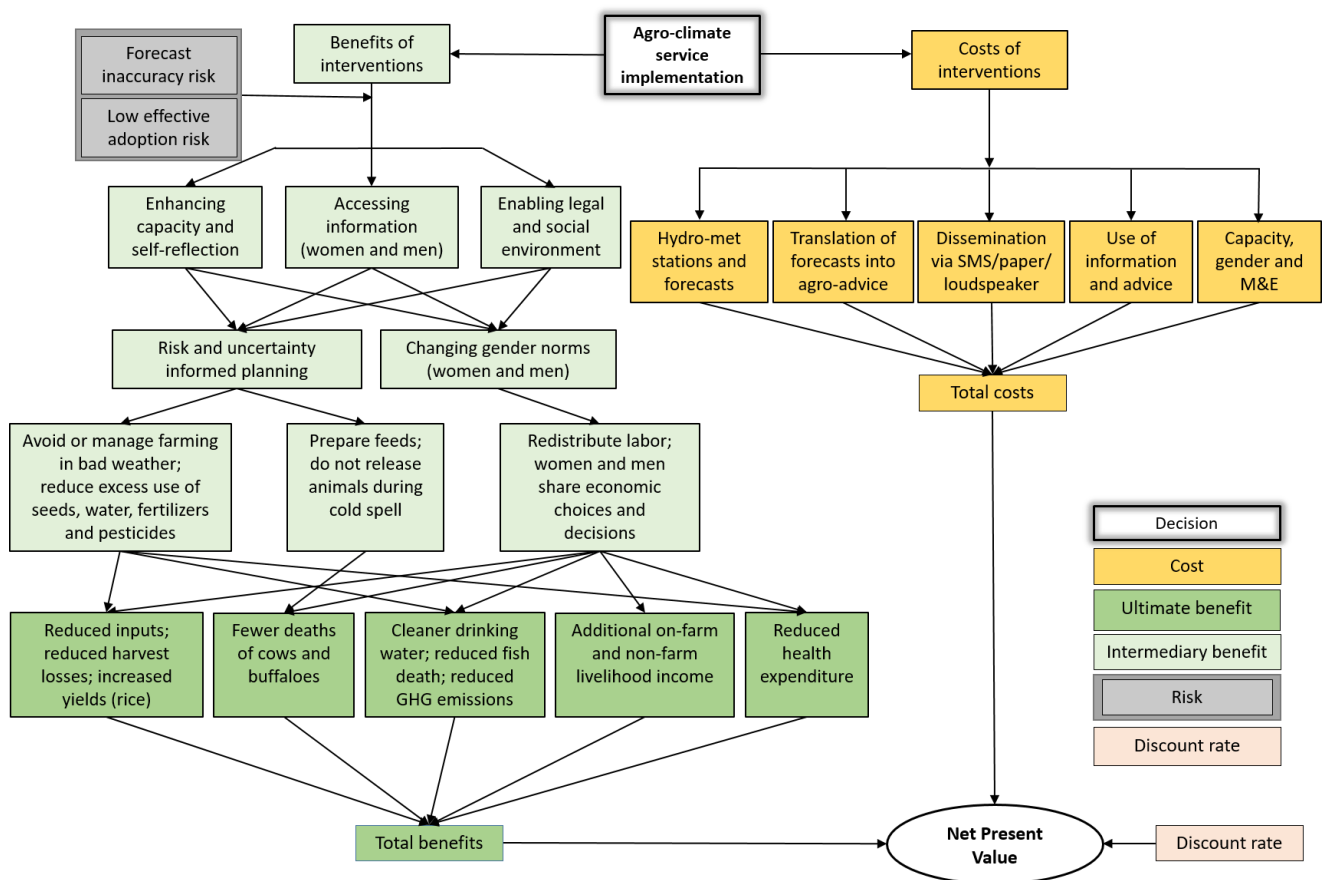 Forecast
inaccuracy risk
Low effective
adoption risk
Benefits of
interventions
Agro-climate
service
implementation
Costs of
interventions
Enhancing
capacity and
self-reflection
Accessing
information
(women and men)
Enabling legal
and social
environment
Hydro-met
stations and
forecasts
Translation of
forecasts into
agro-advice
Dissemination
via SMS/paper/
loudspeaker
Use of
information
and advice
Capacity,
gender and
M&E
Risk and uncertainty
informed planning
Changing gender norms
(women and men)
Total costs
Avoid or manage farming
in bad weather;
reduce excess use of
seeds, water, fertilizers
and pesticides
Prepare feeds;
do not release
animals during
cold spell
Redistribute labor;
women and men
share economic
choices and
decisions
Reduced inputs;
reduced harvest
losses; increased
yields (rice)
Fewer deaths
of cows and
buffaloes
Cleaner drinking
water; reduced fish
death; reduced
GHG emissions
Additional on-farm
and non-farm
livelihood income
Reduced
health
expenditure
Decision
Cost
Ultimate benefit
Intermediary benefit
Risk
Discount rate
Total benefits
Net Present
Value
Discount rate